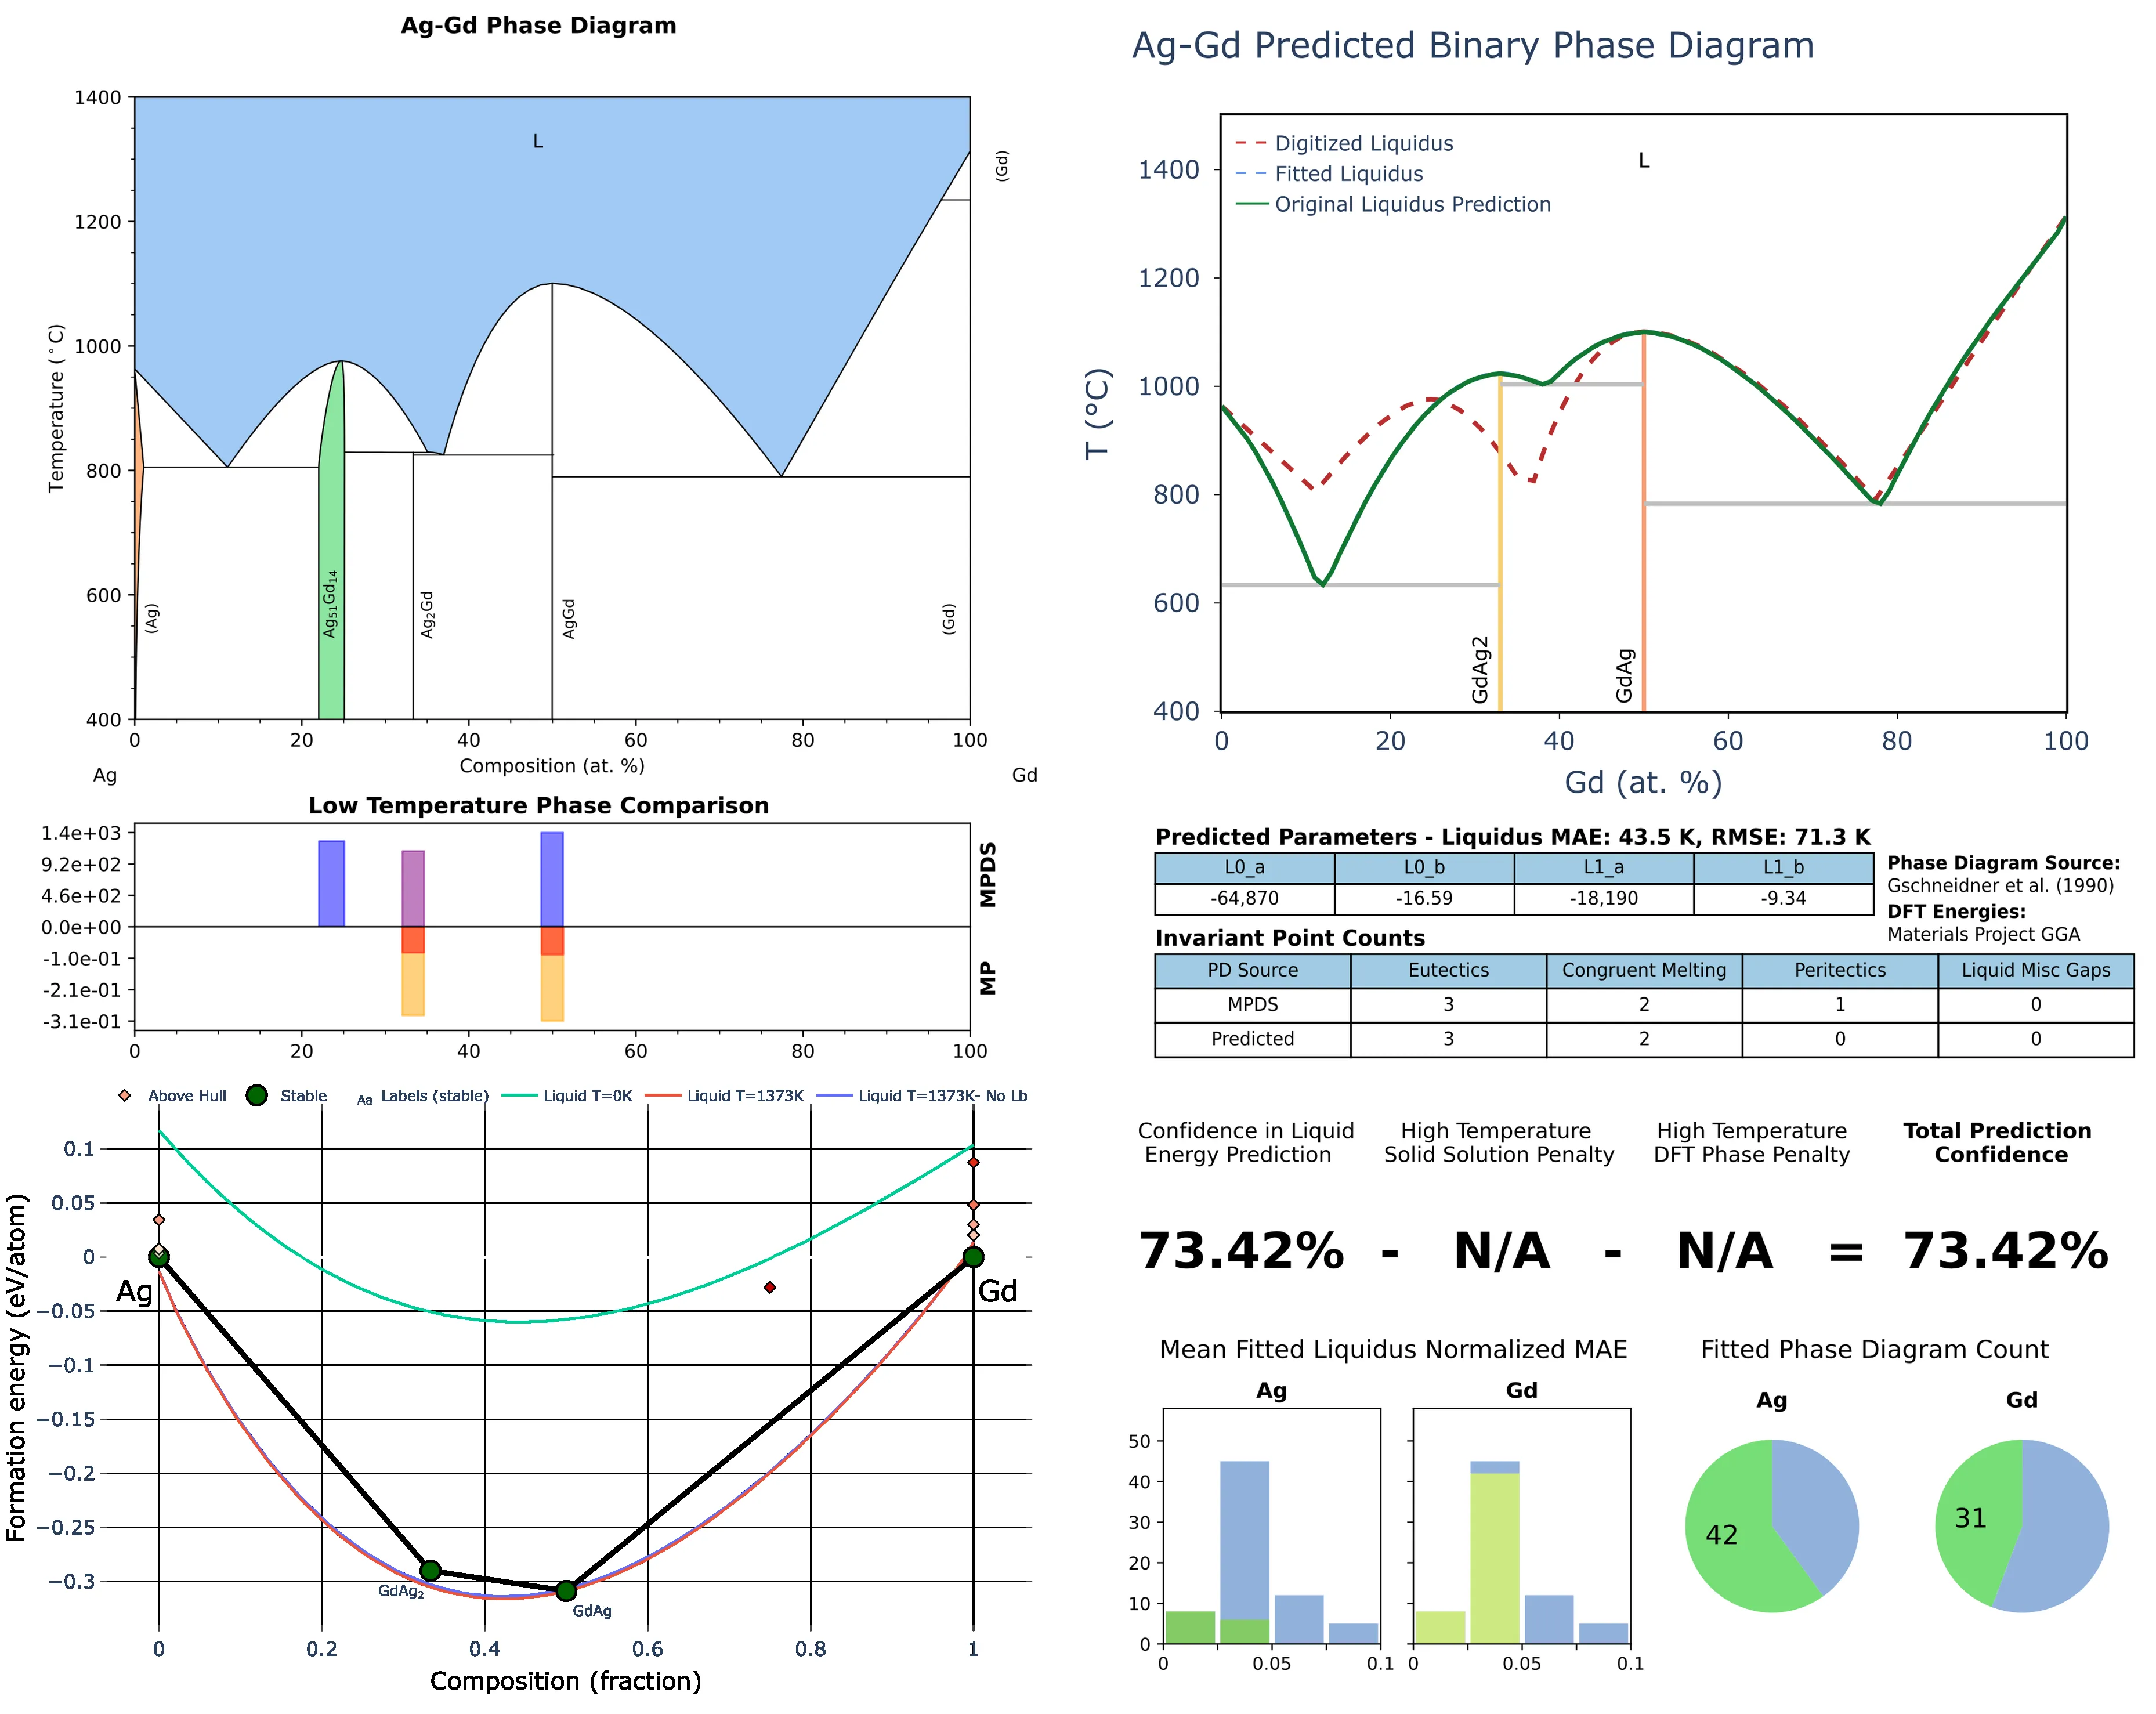 Ag-Gd Phase Diagram
1400
1200
1000
800
600
400
Temperature (°C)
L
(Gd)
(Ag)
Ag₅₁Gd₁₄
Ag₂Gd
AgGd
(Gd)
0 20 40 60 80 100
Composition (at. %)
Ag Gd
Low Temperature Phase Comparison
1.4e+03
9.2e+02
4.6e+02
0.0e+00
-1.0e-01
-2.1e-01
-3.1e-01
MPDS
MP
0 20 40 60 80 100
Above Hull Stable Aa Labels (stable) Liquid T=0K Liquid T=1373K Liquid T=1373K- No Lb
0.1
0.05
0
−0.05
−0.1
−0.15
−0.2
−0.25
−0.3
Formation energy (eV/atom)
Ag
Gd
GdAg₂
GdAg
0 0.2 0.4 0.6 0.8 1
Composition (fraction)
Ag-Gd Predicted Binary Phase Diagram
Digitized Liquidus
Fitted Liquidus
Original Liquidus Prediction
L
1400
1200
1000
800
600
400
T (°C)
GdAg2
GdAg
0 20 40 60 80 100
Gd (at. %)
Predicted Parameters - Liquidus MAE: 43.5 K, RMSE: 71.3 K
L0_a L0_b L1_a L1_b
-64,870 -16.59 -18,190 -9.34
Phase Diagram Source:
Gschneidner et al. (1990)
DFT Energies:
Materials Project GGA
Invariant Point Counts
PD Source Eutectics Congruent Melting Peritectics Liquid Misc Gaps
MPDS 3 2 1 0
Predicted 3 2 0 0
Confidence in Liquid
Energy Prediction
High Temperature
Solid Solution Penalty
High Temperature
DFT Phase Penalty
Total Prediction
Confidence
73.42% - N/A - N/A = 73.42%
Mean Fitted Liquidus Normalized MAE
Ag Gd
50
40
30
20
10
0
0 0.05 0.1
0 0.05 0.1
Fitted Phase Diagram Count
Ag Gd
42
31